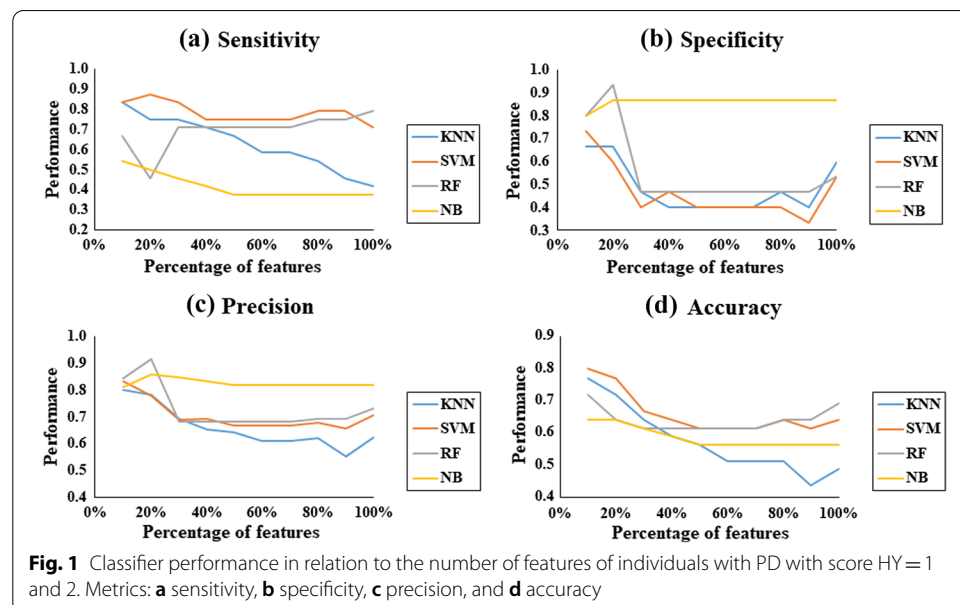 (a) Sensitivity
1.0
0.9
0.8
0.7
0.6
0.5
0.4
0.3
0.2
Performance
0%
20%
40%
60%
80%
100%
Percentage of features
KNN
SVM
RF
NB
(b) Specificity
1.0
0.9
0.8
0.7
0.6
0.5
0.4
0.3
Performance
0%
20%
40%
60%
80%
100%
Percentage of features
KNN
SVM
RF
NB
(c) Precision
1.0
0.9
0.8
0.7
0.6
0.5
0.4
Performance
0%
20%
40%
60%
80%
100%
Percentage of features
KNN
SVM
RF
NB
(d) Accuracy
0.9
0.8
0.7
0.6
0.5
0.4
Performance
0%
20%
40%
60%
80%
100%
Percentage of features
KNN
SVM
RF
NB
Fig. 1 Classifier performance in relation to the number of features of individuals with PD with score HY = 1
and 2. Metrics: a sensitivity, b specificity, c precision, and d accuracy